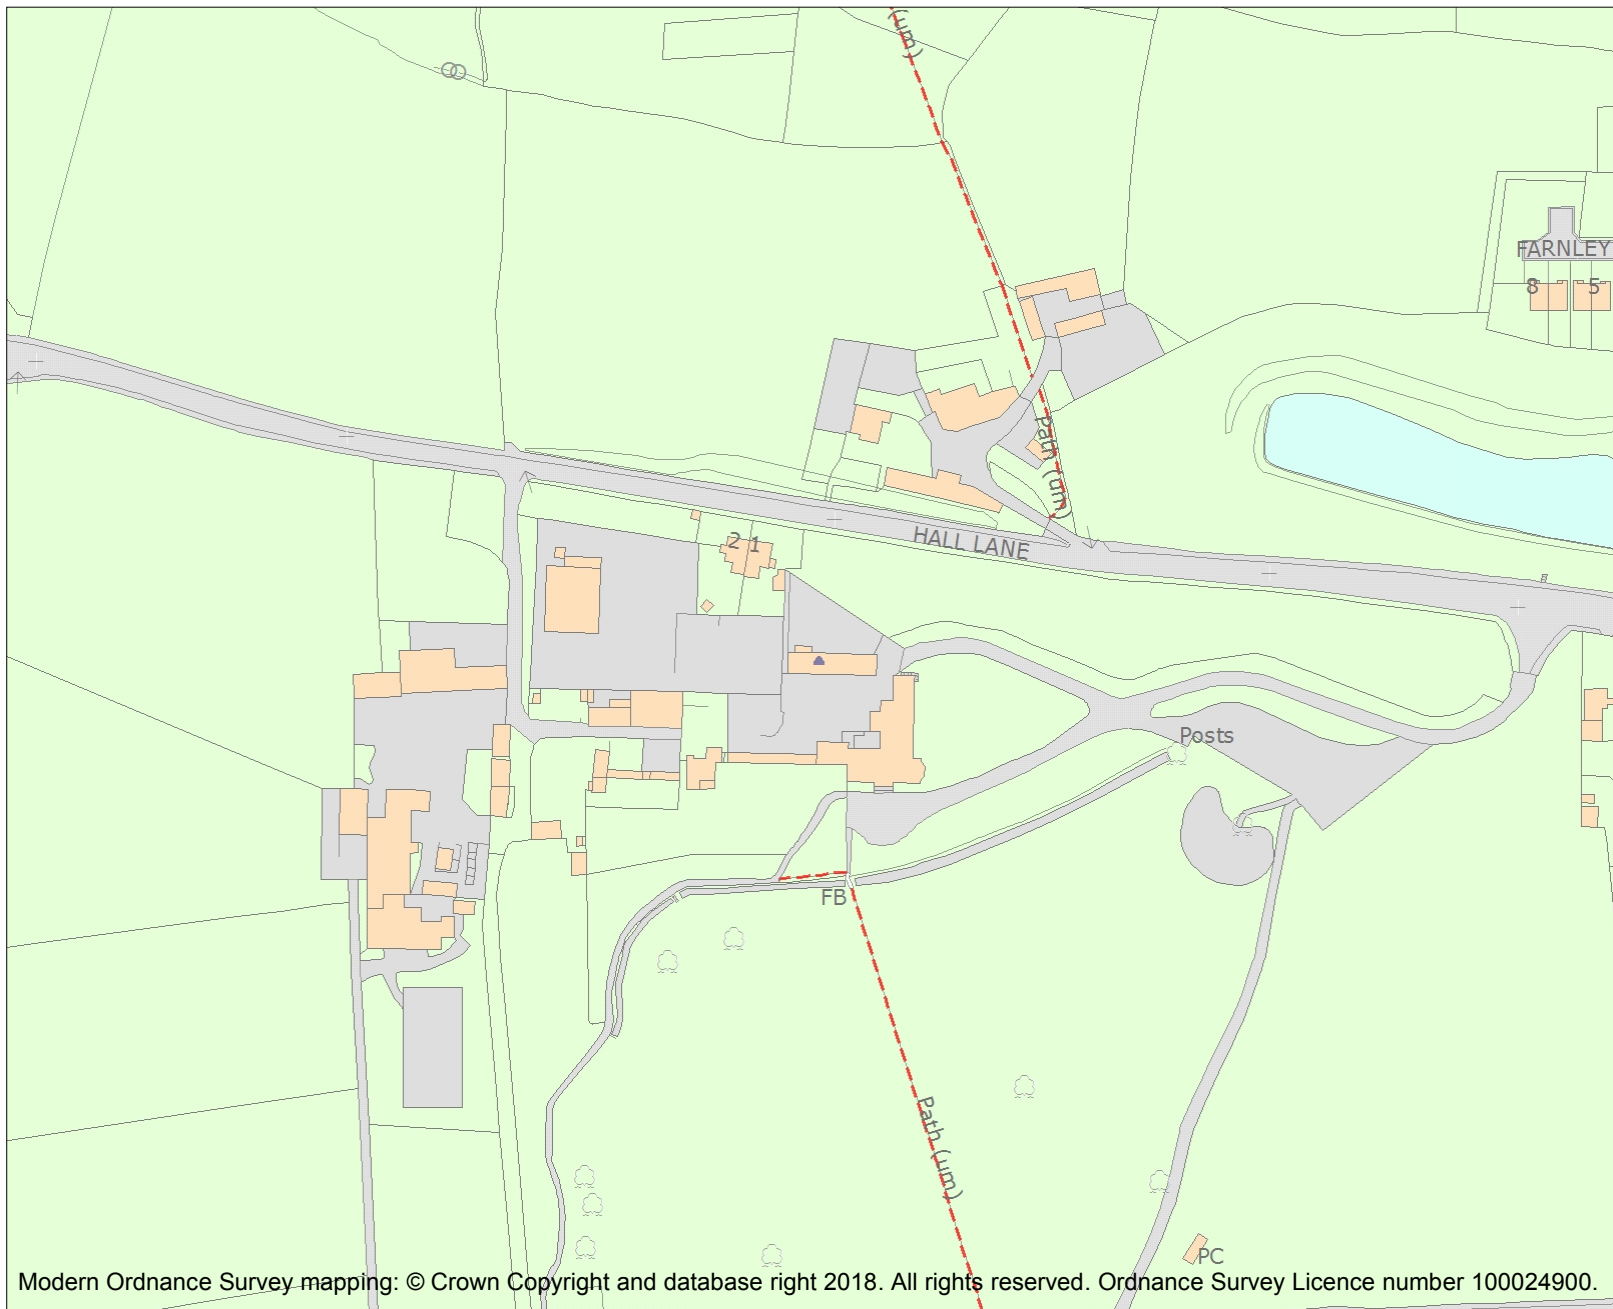 (um)
FARNLEY
8
5
Path (um)
HALL LANE
2
1
Posts
FB
Path (um)
PC
Modern Ordnance Survey mapping: © Crown Copyright and database right 2018. All rights reserved. Ordnance Survey Licence number 100024900.